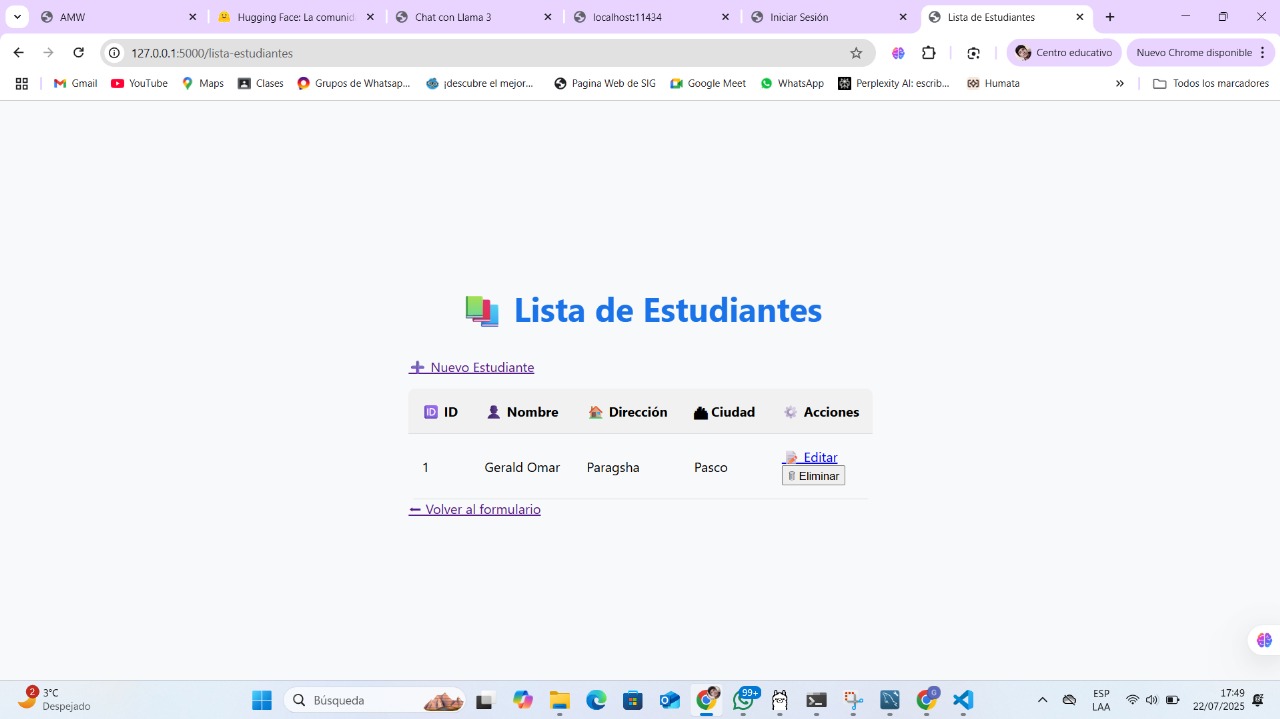 AMW
Hugging Face: La comunid
Chat con Llama 3
localhost:11434
Iniciar Sesión
Lista de Estudiantes
127.0.0.1:5000/lista-estudiantes
Centro educativo
Nuevo Chrome disponible
Gmail
YouTube
Maps
Clases
Grupos de Whatsap...
¡descubre el mejor...
Pagina Web de SIG
Google Meet
WhatsApp
Perplexity AI: escrib...
Humata
»
Todos los marcadores
Lista de Estudiantes
➕ Nuevo Estudiante
🆔 ID
Nombre
Dirección
Ciudad
Acciones
1
Gerald Omar
Paragsha
Pasco
Editar
Eliminar
← Volver al formulario
2
3°C
Despejado
Búsqueda
99+
G
ESP
LAA
17:49
22/07/2025